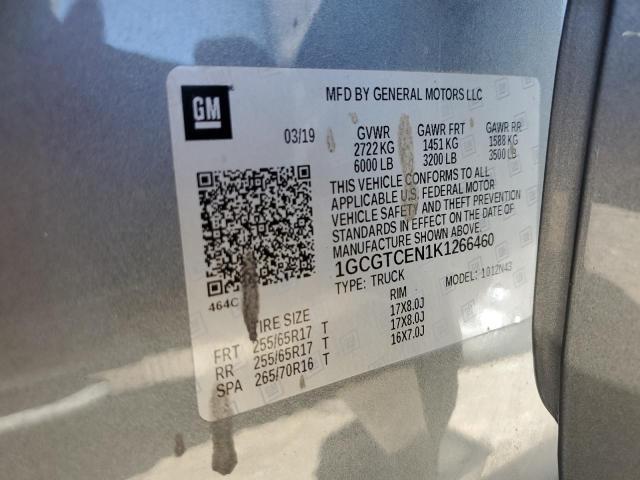 GM
MFD BY GENERAL MOTORS LLC
03/19 GVWR GAWR FRT GAWR RR
2722 KG 1451 KG 1588 KG
6000 LB 3200 LB 3500 LB
THIS VEHICLE CONFORMS TO ALL
APPLICABLE U.S. FEDERAL MOTOR
VEHICLE SAFETY AND THEFT PREVENTION
STANDARDS IN EFFECT ON THE DATE OF
MANUFACTURE SHOWN ABOVE.
1GCGTCEN1K1266460
TYPE: TRUCK MODEL: 1012N43
464C
TIRE SIZE RIM
FRT 255/65R17 T 17X8.0J
RR 255/65R17 T 17X8.0J
SPA 265/70R16 T 16X7.0J